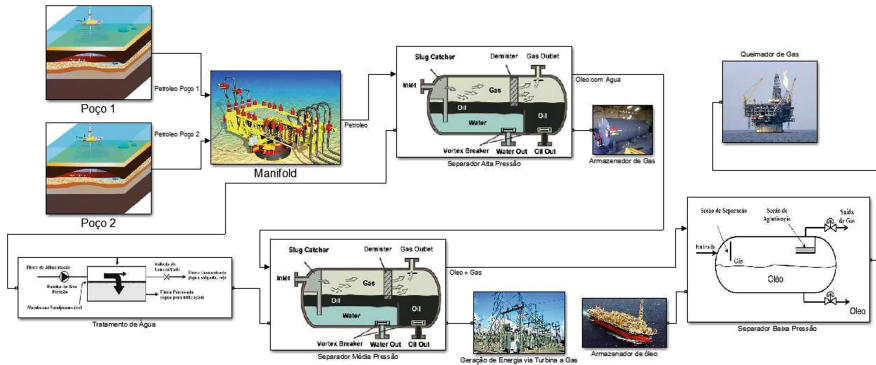 Poço 1
Petroleo Poço 1
Petroleo Poço 2
Poço 2
Manifold
Petroleo
Slug Catcher
Demister
Gas Outlet
Inlet
Gas
Oil
Water
Vortex Breaker
Water Out
Oil Out
Separador Alta Pressão
Oleo com Agua
Armazenador de Gas
Queimador de Gas
Tratamento de Água
Slug Catcher
Demister
Gas Outlet
Inlet
Gas
Oil
Water
Vortex Breaker
Water Out
Oil Out
Separador Média Pressão
Oleo + Gas
Geração de Energia via Turbina a Gas
Armazenador de óleo
Seção de Separação
Seção de Aglutinação
Saída de Gás
Entrada
Gás
Oléo
Oleo
Separador Baixa Pressão